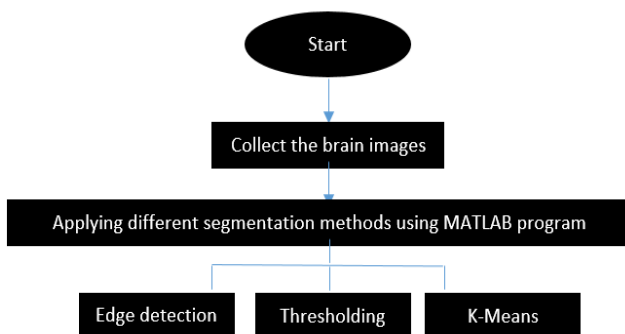 Start
Collect the brain images
Applying different segmentation methods using MATLAB program
Edge detection
Thresholding
K-Means